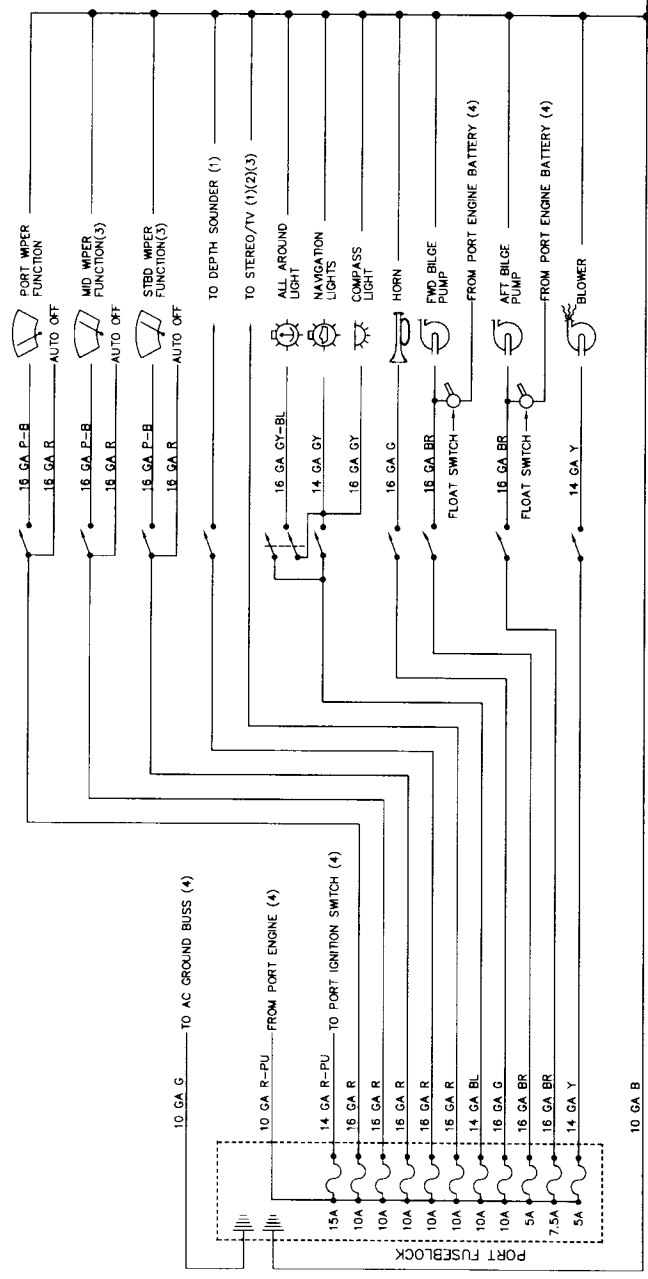 PORT WIPER
FUNCTION
16 GA P-B
16 GA R
AUTO OFF
MID WIPER
FUNCTION(3)
16 GA P-B
16 GA R
AUTO OFF
STBD WIPER
FUNCTION(3)
16 GA P-B
16 GA R
AUTO OFF
TO DEPTH SOUNDER (1)
TO STEREO/TV (1)(2)(3)
ALL AROUND
LIGHT
16 GA GY-BL
NAVIGATION
LIGHTS
14 GA GY
COMPASS
LIGHT
16 GA GY
HORN
16 GA G
FWD BILGE
PUMP
16 GA BR
FLOAT SWITCH
FROM PORT ENGINE BATTERY (4)
AFT BILGE
PUMP
16 GA BR
FLOAT SWITCH
FROM PORT ENGINE BATTERY (4)
BLOWER
14 GA Y
10 GA G
TO AC GROUND BUSS (4)
10 GA R-PU
FROM PORT ENGINE (4)
15A
14 GA R-PU
TO PORT IGNITION SWITCH (4)
10A
16 GA R
10A
16 GA R
10A
16 GA R
10A
16 GA R
10A
16 GA R
10A
14 GA BL
10A
16 GA G
5A
16 GA BR
7.5A
16 GA BR
5A
14 GA Y
10 GA B
PORT FUSEBLOCK